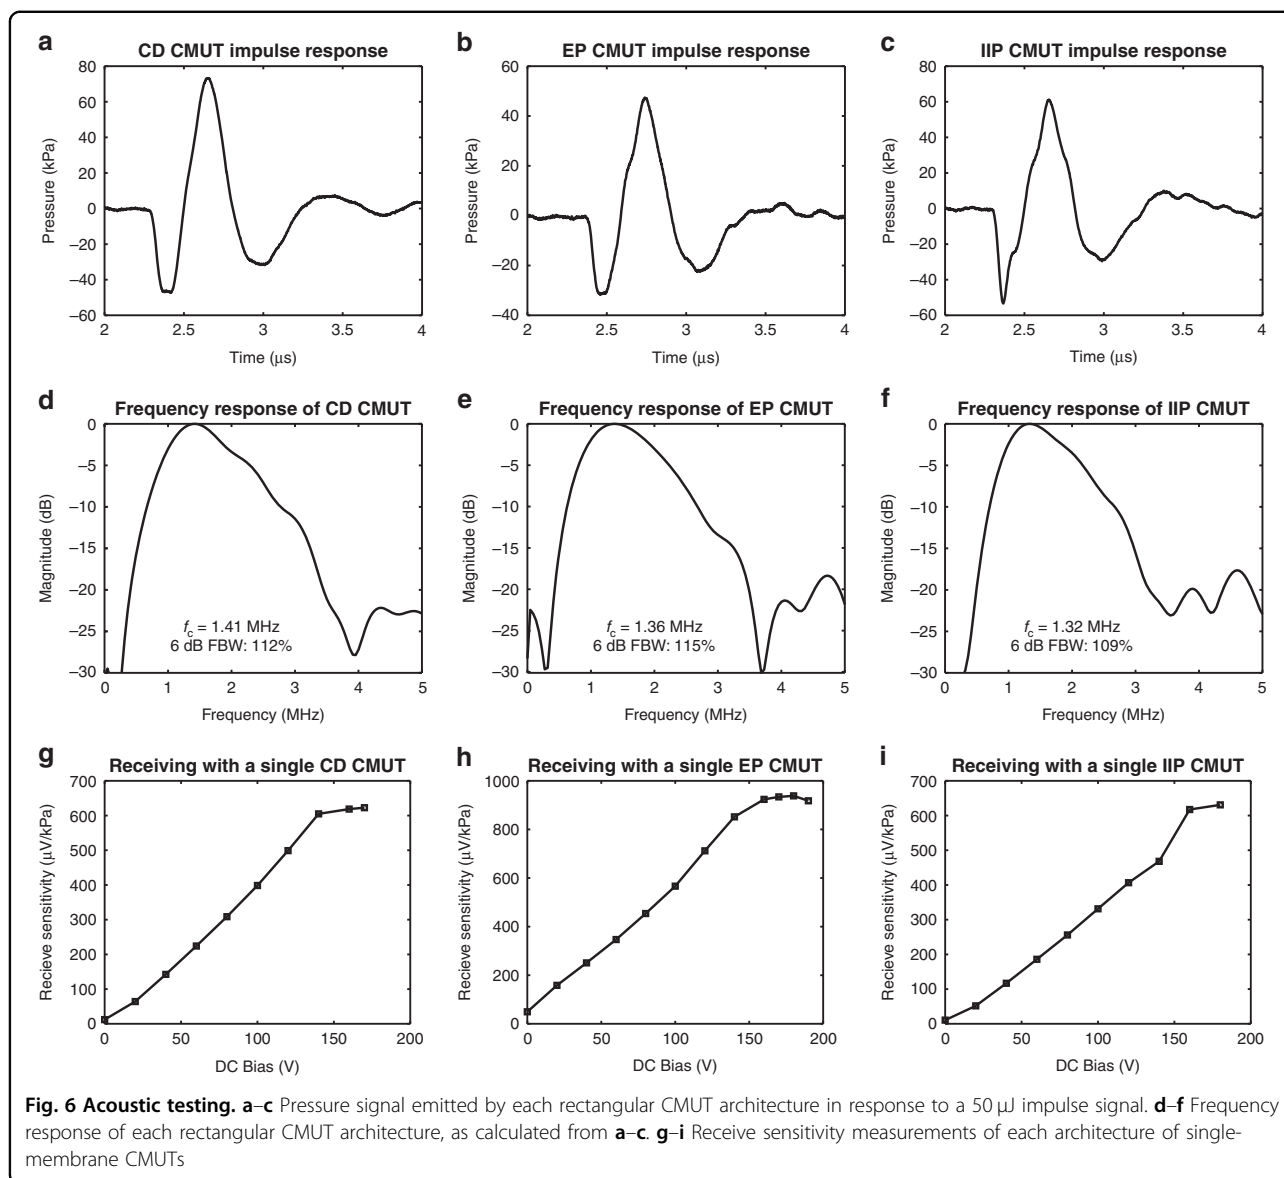 a
CD CMUT impulse response
80
60
40
20
0
–20
–40
–60
2
2.5
3
3.5
4
Pressure (kPa)
Time (μs)
b
EP CMUT impulse response
60
40
20
0
–20
–40
2
2.5
3
3.5
4
Pressure (kPa)
Time (μs)
c
IIP CMUT impulse response
80
60
40
20
0
–20
–40
–60
2
2.5
3
3.5
4
Pressure (kPa)
Time (μs)
d
Frequency response of CD CMUT
0
–5
–10
–15
–20
–25
–30
0
1
2
3
4
5
Magnitude (dB)
fc = 1.41 MHz
6 dB FBW: 112%
Frequency (MHz)
e
Frequency response of EP CMUT
0
–5
–10
–15
–20
–25
–30
0
1
2
3
4
5
Magnitude (dB)
fc = 1.36 MHz
6 dB FBW: 115%
Frequency (MHz)
f
Frequency response of IIP CMUT
0
–5
–10
–15
–20
–25
–30
0
1
2
3
4
5
Magnitude (dB)
fc = 1.32 MHz
6 dB FBW: 109%
Frequency (MHz)
g
Receiving with a single CD CMUT
700
600
500
400
300
200
100
0
0
50
100
150
200
Recieve sensitivity (μV/kPa)
DC Bias (V)
h
Receiving with a single EP CMUT
1000
800
600
400
200
0
0
50
100
150
200
Recieve sensitivity (μV/kPa)
DC Bias (V)
i
Receiving with a single IIP CMUT
700
600
500
400
300
200
100
0
0
50
100
150
200
Recieve sensitivity (μV/kPa)
DC Bias (V)
Fig. 6 Acoustic testing. a–c Pressure signal emitted by each rectangular CMUT architecture in response to a 50 μJ impulse signal. d–f Frequency
response of each rectangular CMUT architecture, as calculated from a–c. g–i Receive sensitivity measurements of each architecture of single-
membrane CMUTs